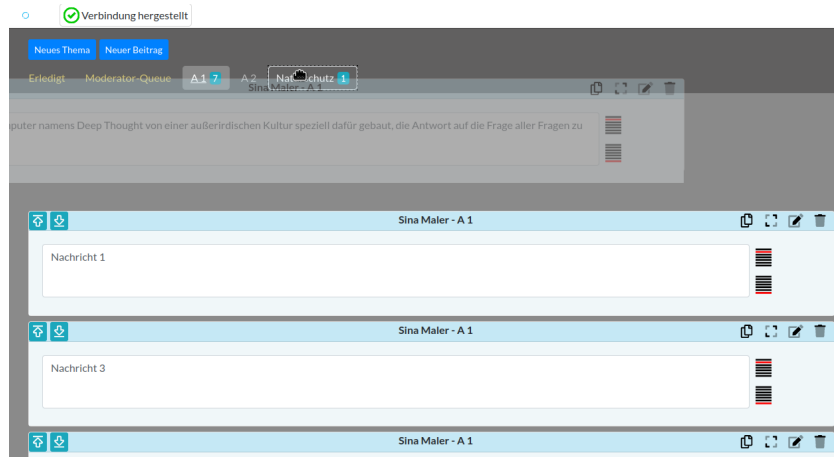 Verbindung hergestellt
Neues Thema Neuer Beitrag
Erledigt Moderator-Queue A 1 7 A 2 chutz 1
Sina Maler - A 1
puter namens Deep Thought von einer außerirdischen Kultur speziell dafür gebaut, die Antwort auf die Frage aller Fragen zu
Sina Maler - A 1
Nachricht 1
Sina Maler - A 1
Nachricht 3
Sina Maler - A 1